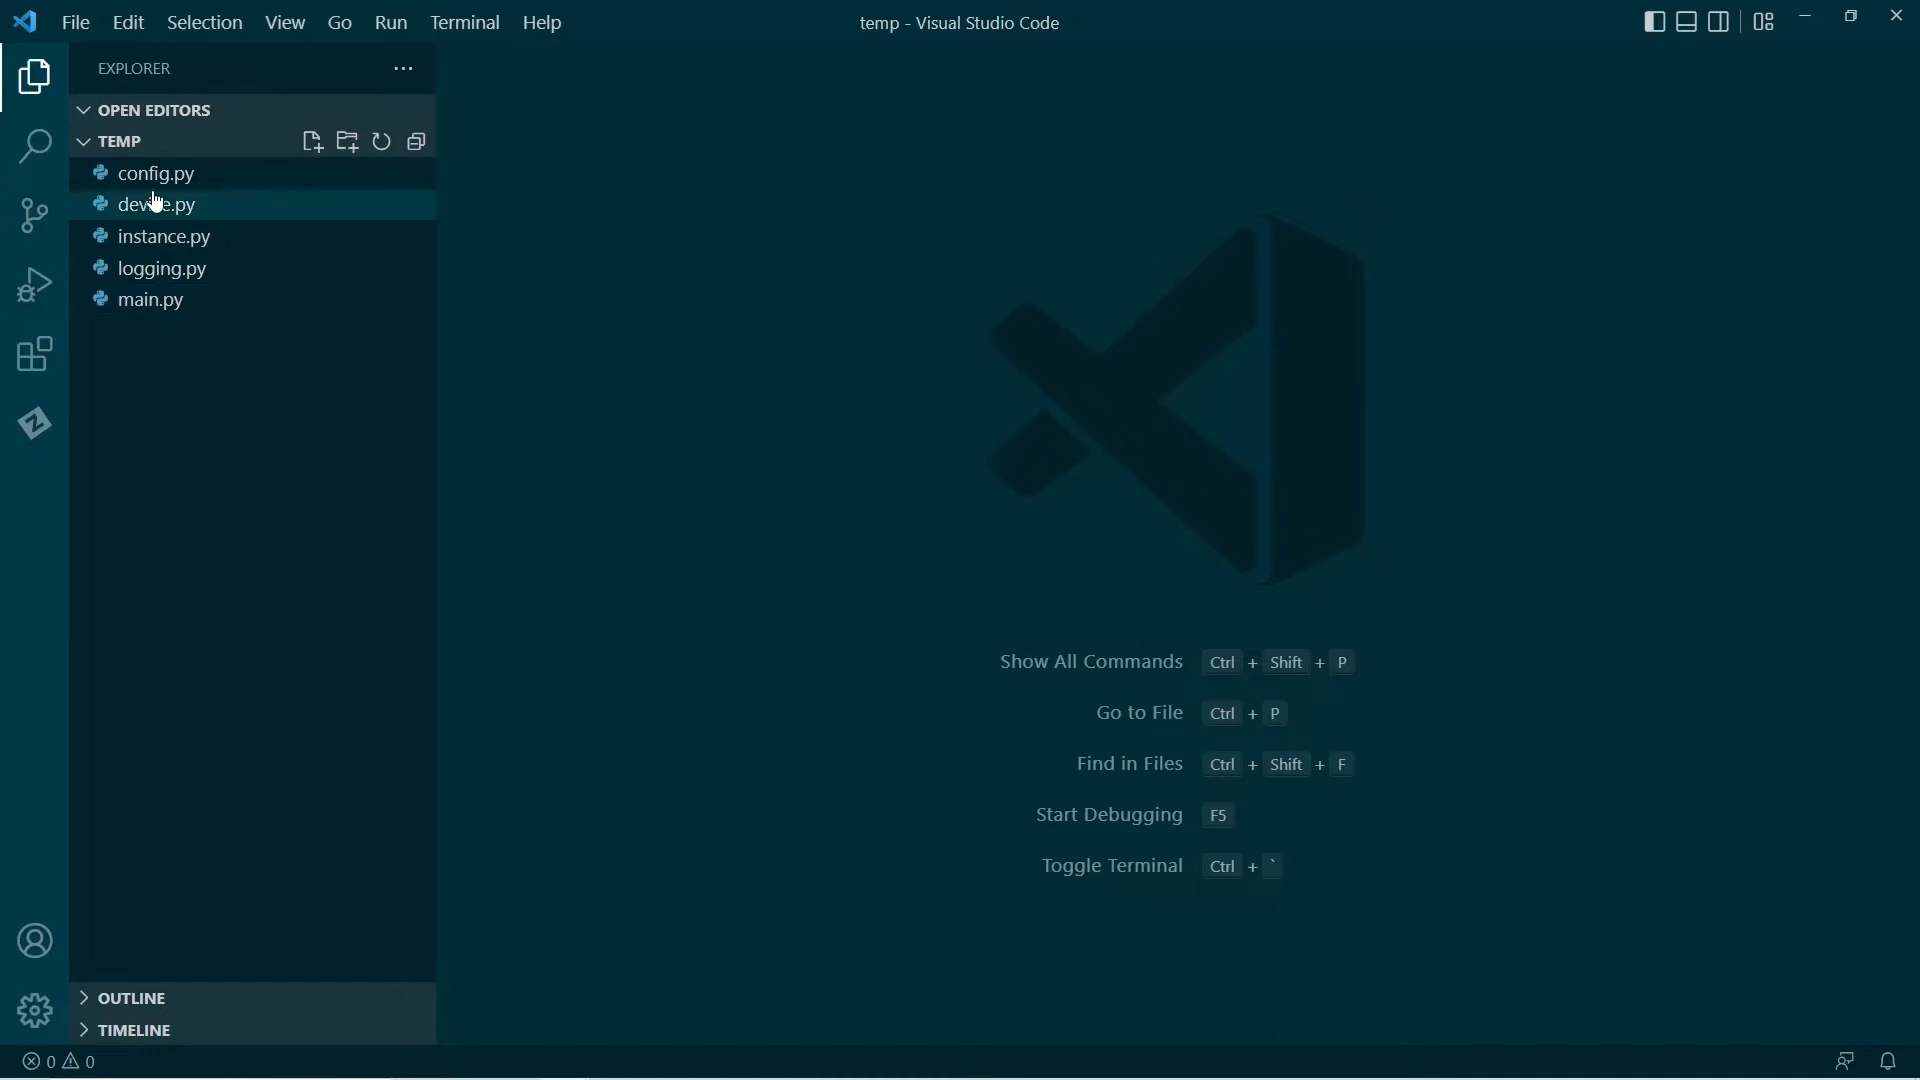 File Edit Selection View Go Run Terminal Help
temp - Visual Studio Code
EXPLORER
OPEN EDITORS
TEMP
config.py
instance.py
logging.py
main.py
Show All Commands Ctrl + Shift + P
Go to File Ctrl + P
Find in Files Ctrl + Shift + F
Start Debugging F5
Toggle Terminal Ctrl + `
OUTLINE
TIMELINE
0 0